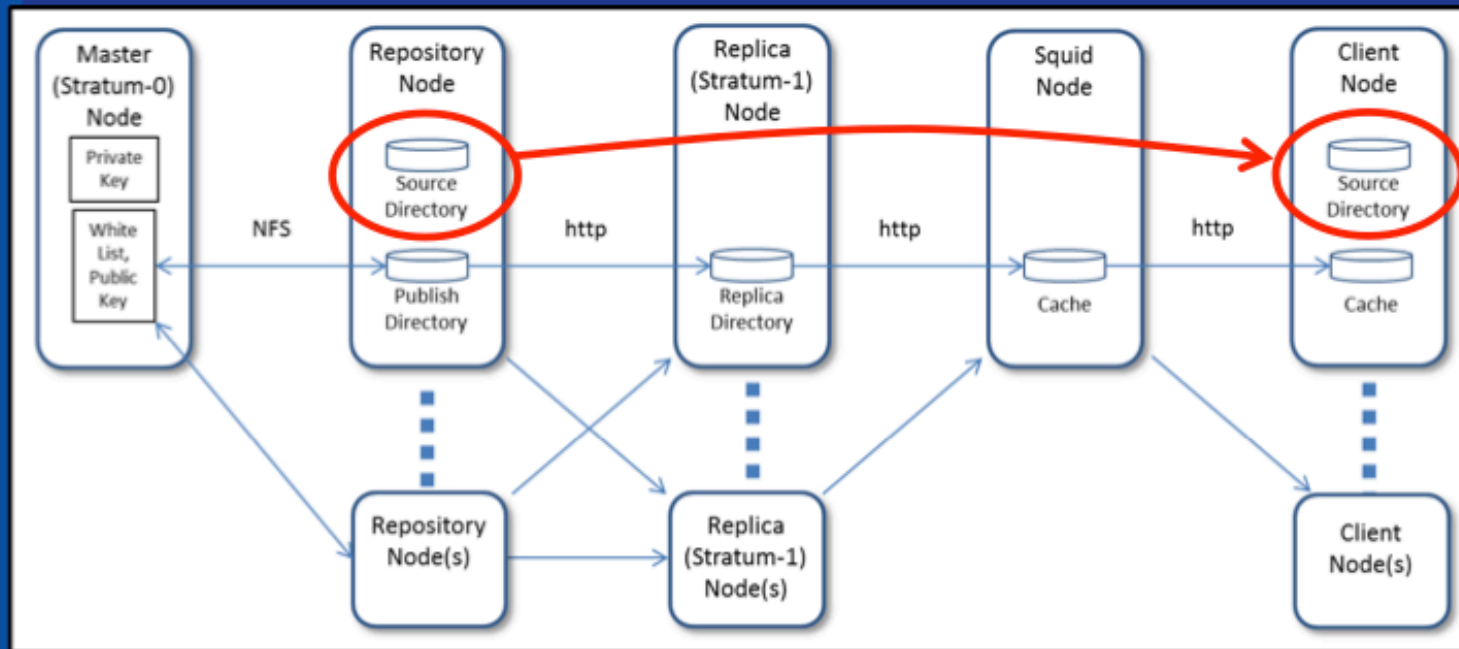 Master
(Stratum-0)
Node
Private
Key
White
List,
Public
Key
NFS
Repository
Node
Source
Directory
Publish
Directory
http
Replica
(Stratum-1)
Node
Replica
Directory
http
Squid
Node
Cache
http
Client
Node
Source
Directory
Cache
Repository
Node(s)
Replica
(Stratum-1)
Node(s)
Client
Node(s)